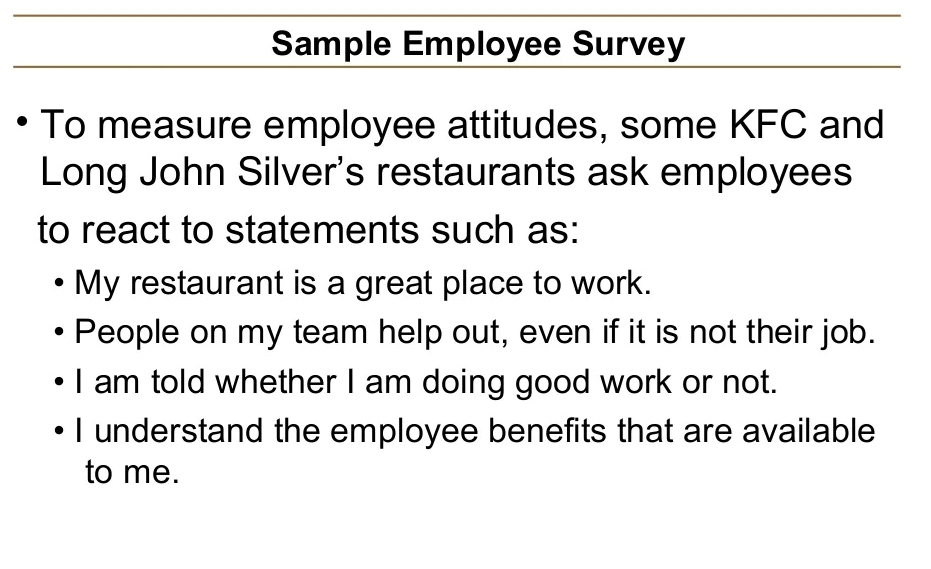 Sample Employee Survey
• To measure employee attitudes, some KFC and
Long John Silver’s restaurants ask employees
to react to statements such as:
• My restaurant is a great place to work.
• People on my team help out, even if it is not their job.
• I am told whether I am doing good work or not.
• I understand the employee benefits that are available
to me.